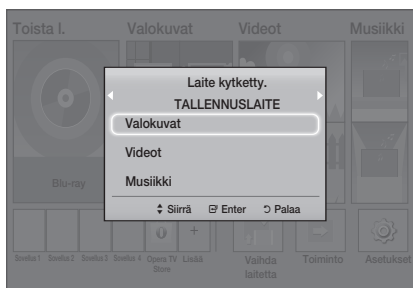 Toista l. Valokuvat Videot Musiikki
Laite kytketty.
TALLENNUSLAITE
Valokuvat
Videot
Musiikki
Siirrä Enter Palaa
Blu-ray
Sovellus 1 Sovellus 2 Sovellus 3 Sovellus 4 Opera TV Store Lisää
Vaihda laitetta
Toiminto
Asetukset